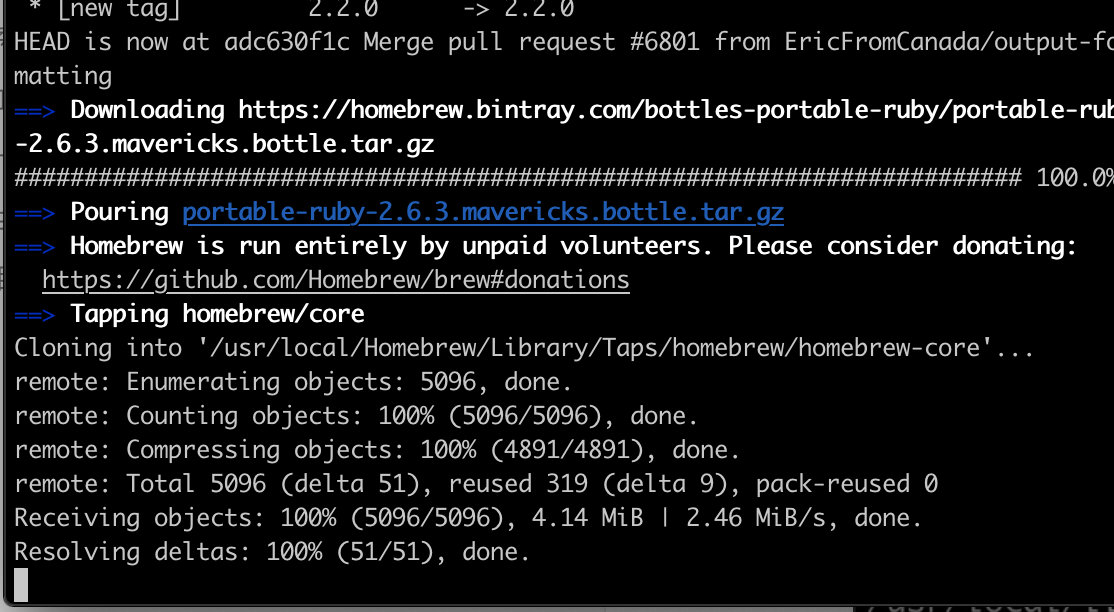 * [new tag]         2.2.0      -> 2.2.0
HEAD is now at adc630f1c Merge pull request #6801 from EricFromCanada/output-fo
matting
==> Downloading https://homebrew.bintray.com/bottles-portable-ruby/portable-rub
-2.6.3.mavericks.bottle.tar.gz
######################################################################## 100.0%
==> Pouring portable-ruby-2.6.3.mavericks.bottle.tar.gz
==> Homebrew is run entirely by unpaid volunteers. Please consider donating:
https://github.com/Homebrew/brew#donations
==> Tapping homebrew/core
Cloning into '/usr/local/Homebrew/Library/Taps/homebrew/homebrew-core'...
remote: Enumerating objects: 5096, done.
remote: Counting objects: 100% (5096/5096), done.
remote: Compressing objects: 100% (4891/4891), done.
remote: Total 5096 (delta 51), reused 319 (delta 9), pack-reused 0
Receiving objects: 100% (5096/5096), 4.14 MiB | 2.46 MiB/s, done.
Resolving deltas: 100% (51/51), done.